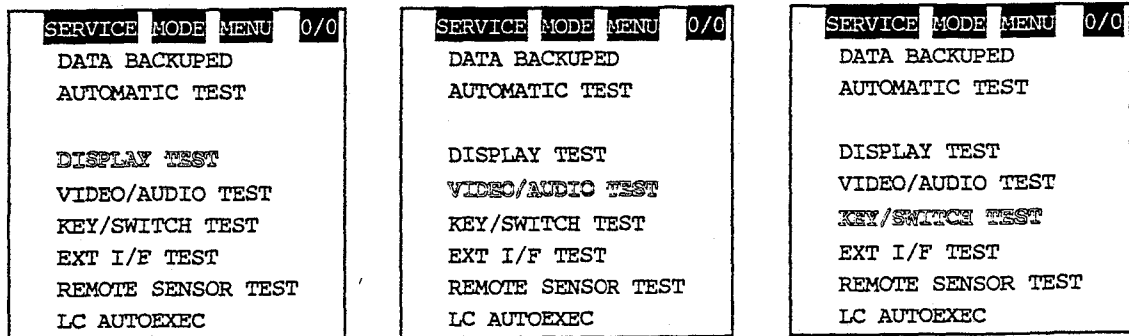 SERVICE MODE MENU 0/0
DATA BACKUPED
AUTOMATIC TEST
DISPLAY TEST
VIDEO/AUDIO TEST
KEY/SWITCH TEST
EXT I/F TEST
REMOTE SENSOR TEST
LC AUTOEXEC
SERVICE MODE MENU 0/0
DATA BACKUPED
AUTOMATIC TEST
DISPLAY TEST
VIDEO/AUDIO TEST
KEY/SWITCH TEST
EXT I/F TEST
REMOTE SENSOR TEST
LC AUTOEXEC
SERVICE MODE MENU 0/0
DATA BACKUPED
AUTOMATIC TEST
DISPLAY TEST
VIDEO/AUDIO TEST
KEY/SWITCH TEST
EXT I/F TEST
REMOTE SENSOR TEST
LC AUTOEXEC